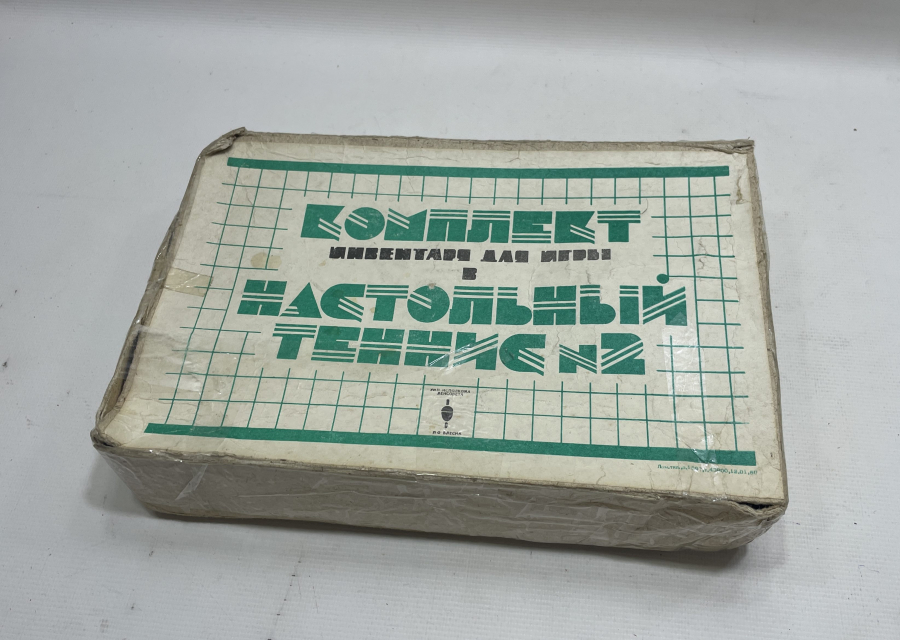 КОМПЛЕКТ
ИНВЕНТАРЯ ДЛЯ ИГРЫ
В
НАСТОЛЬНЫЙ
ТЕННИС №2